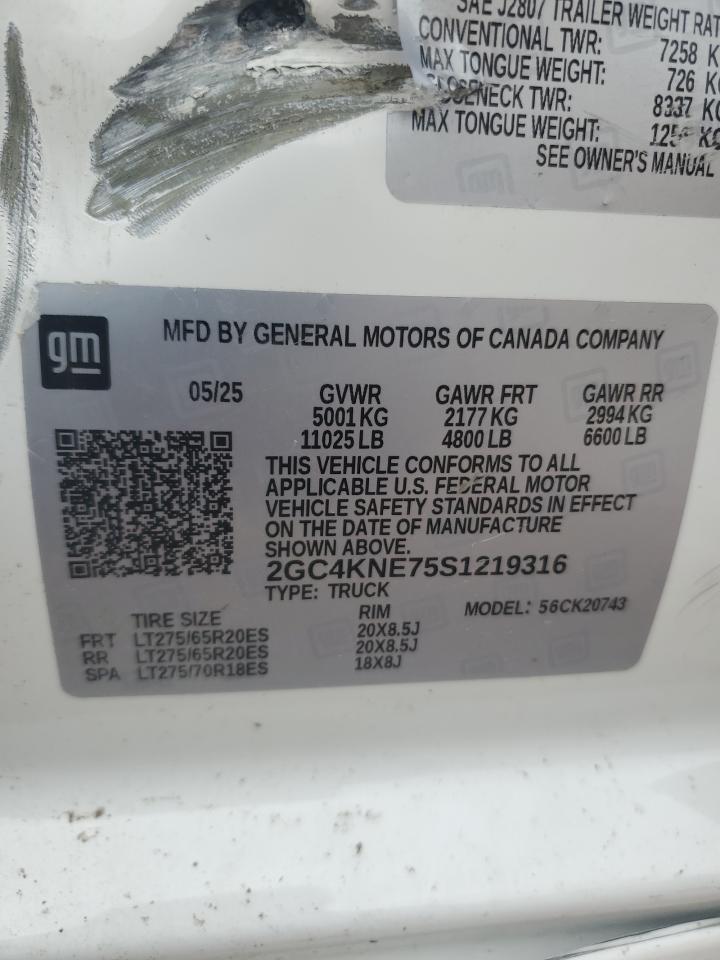 SAE J2807 TRAILER WEIGHT
CONVENTIONAL TWR: 7258
MAX TONGUE WEIGHT: 726
TWR: 8337 KG
MAX TONGUE WEIGHT: KG
SEE OWNER'S MANUAL
gm
MFD BY GENERAL MOTORS OF CANADA COMPANY
05/25 GVWR GAWR FRT GAWR RR
5001 KG 2177 KG 2994 KG
11025 LB 4800 LB 6600 LB
THIS VEHICLE CONFORMS TO ALL
APPLICABLE U.S. FEDERAL MOTOR
VEHICLE SAFETY STANDARDS IN EFFECT
ON THE DATE OF MANUFACTURE
SHOWN ABOVE.
2GC4KNE75S1219316
TYPE: TRUCK MODEL: 56CK20743
TIRE SIZE RIM
FRT LT275/65R20ES 20X8.5J
RR LT275/65R20ES 20X8.5J
SPA LT275/70R18ES 18X8J